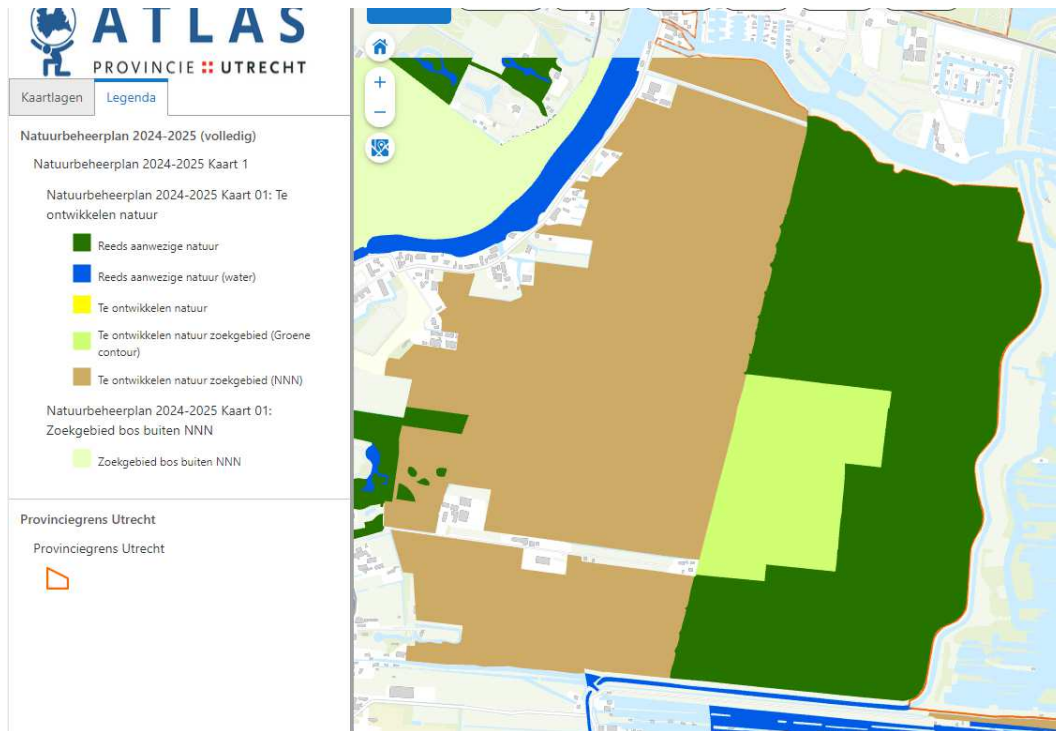 ATLAS
PROVINCIE UTRECHT
Kaartlagen
Legenda
Natuurbeheerplan 2024-2025 (volledig)
Natuurbeheerplan 2024-2025 Kaart 1
Natuurbeheerplan 2024-2025 Kaart 01: Te
ontwikkelen natuur
Reeds aanwezige natuur
Reeds aanwezige natuur (water)
Te ontwikkelen natuur
Te ontwikkelen natuur zoekgebied (Groene
contour)
Te ontwikkelen natuur zoekgebied (NNN)
Natuurbeheerplan 2024-2025 Kaart 01:
Zoekgebied bos buiten NNN
Zoekgebied bos buiten NNN
Provinciegrens Utrecht
Provinciegrens Utrecht
+
−